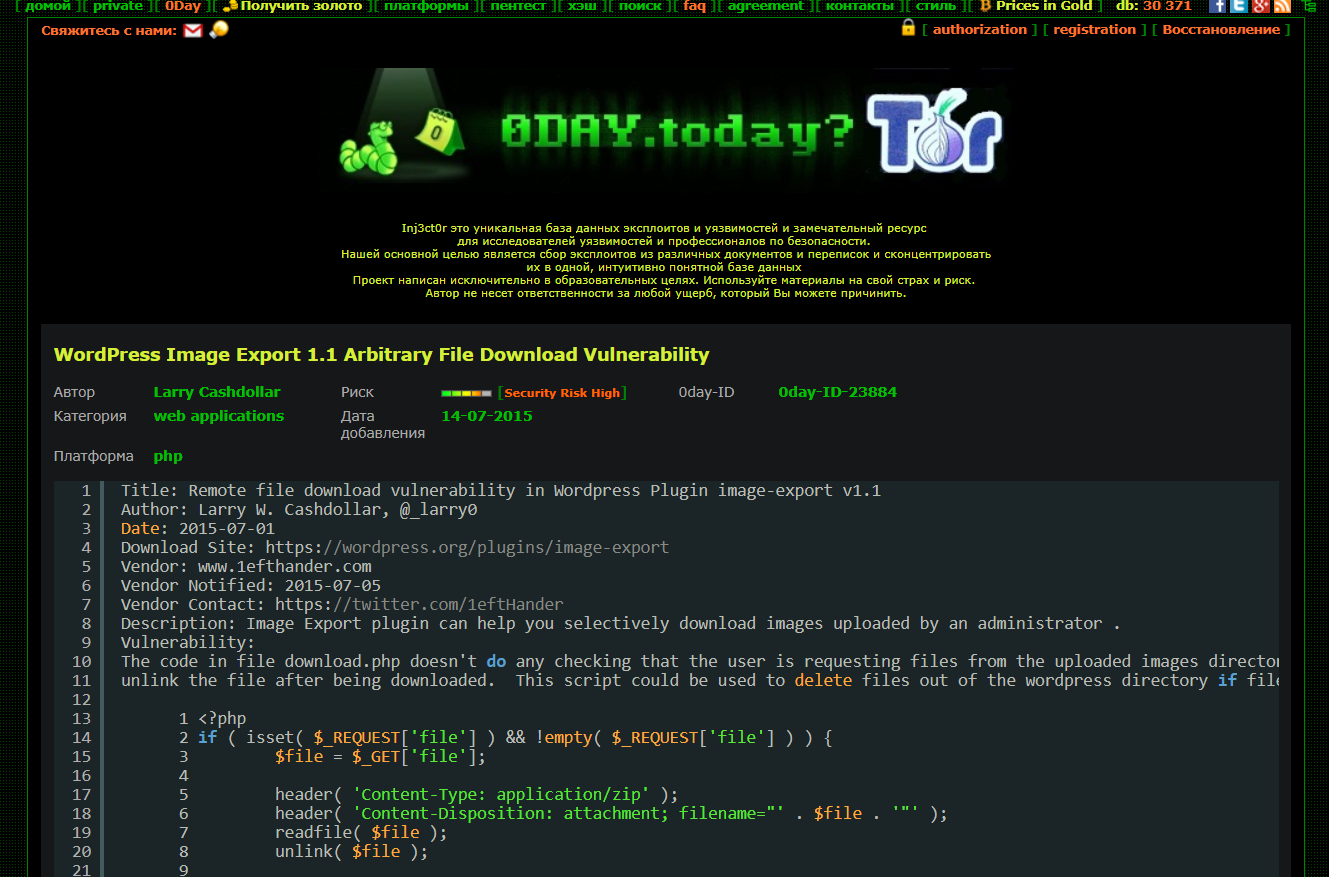 [ домой ][ private ][ 0Day ][ Получить золото ][ платформы ][ пентест ][ хэш ][ поиск ][ faq ][ agreement ][ контакты ][ стиль ][ Prices in Gold ] db: 30 371
Свяжитесь с нами: [ authorization ] [ registration ] [ Восстановление ]
0DAY.today? Tor
Inj3ct0r это уникальная база данных эксплоитов и уязвимостей и замечательный ресурс
для исследователей уязвимостей и профессионалов по безопасности.
Нашей основной целью является сбор эксплоитов из различных документов и переписок и сконцентрировать
их в одной, интуитивно понятной базе данных
Проект написан исключительно в образовательных целях. Используйте материалы на свой страх и риск.
Автор не несет ответственности за любой ущерб, который Вы можете причинить.
WordPress Image Export 1.1 Arbitrary File Download Vulnerability
Автор Larry Cashdollar Риск [Security Risk High] 0day-ID 0day-ID-23884
Категория web applications Дата добавления 14-07-2015
Платформа php
1 Title: Remote file download vulnerability in Wordpress Plugin image-export v1.1
2 Author: Larry W. Cashdollar, @_larry0
3 Date: 2015-07-01
4 Download Site: https://wordpress.org/plugins/image-export
5 Vendor: www.1efthander.com
6 Vendor Notified: 2015-07-05
7 Vendor Contact: https://twitter.com/1eftHander
8 Description: Image Export plugin can help you selectively download images uploaded by an administrator .
9 Vulnerability:
10 The code in file download.php doesn't do any checking that the user is requesting files from the uploaded images director
11 unlink the file after being downloaded.  This script could be used to delete files out of the wordpress directory if file
12
13 1 <?php
14 2 if ( isset( $_REQUEST['file'] ) && !empty( $_REQUEST['file'] ) ) {
15 3 $file = $_GET['file'];
16 4
17 5 header( 'Content-Type: application/zip' );
18 6 header( 'Content-Disposition: attachment; filename="' . $file . '"' );
19 7 readfile( $file );
20 8 unlink( $file );
21 9